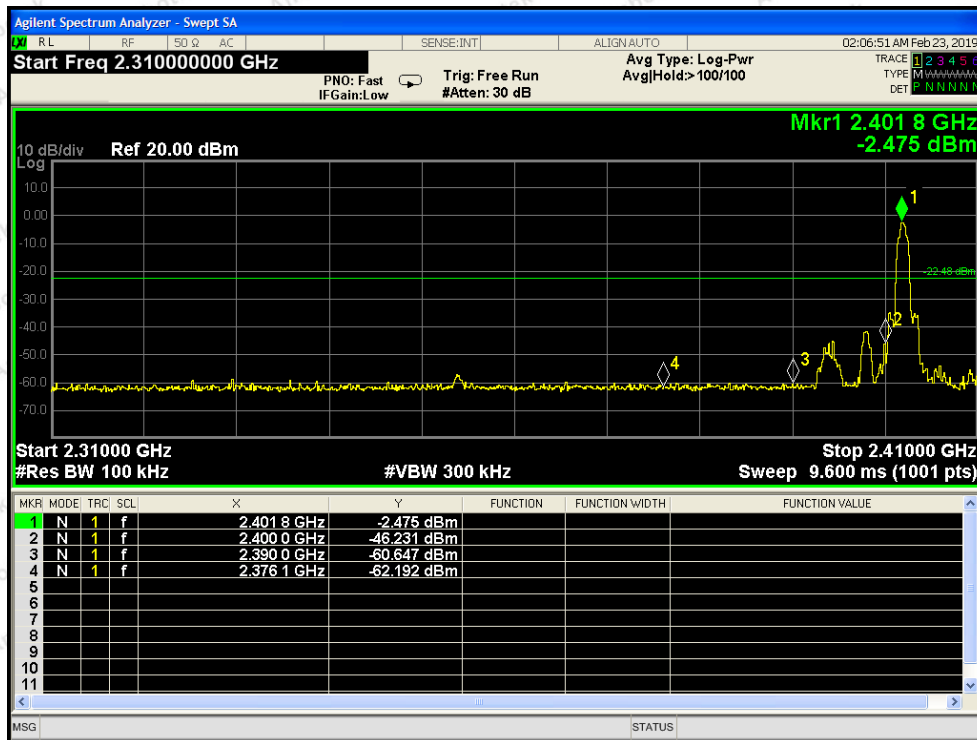 Agilent Spectrum Analyzer - Swept SA
LXI RL RF 50 Ω AC SENSE:INT ALIGNAUTO 02:06:51 AM Feb 23, 2019
Start Freq 2.310000000 GHz
PNO: Fast
IFGain:Low
Trig: Free Run
#Atten: 30 dB
Avg Type: Log-Pwr
Avg|Hold:>100/100
TRACE 1 2 3 4 5 6
TYPE M
DET P N N N N N
Mkr1 2.401 8 GHz
-2.475 dBm
10 dB/div Ref 20.00 dBm
Log
10.0
0.00
-10.0
-20.0
-30.0
-40.0
-50.0
-60.0
-70.0
1
-22.48 dBm
2
3
4
Start 2.31000 GHz Stop 2.41000 GHz
#Res BW 100 kHz #VBW 300 kHz Sweep 9.600 ms (1001 pts)
MKR MODE TRC SCL X Y FUNCTION FUNCTION WIDTH FUNCTION VALUE
1 N 1 f 2.401 8 GHz -2.475 dBm
2 N 1 f 2.400 0 GHz -46.231 dBm
3 N 1 f 2.390 0 GHz -60.647 dBm
4 N 1 f 2.376 1 GHz -62.192 dBm
5
6
7
8
9
10
11
MSG STATUS